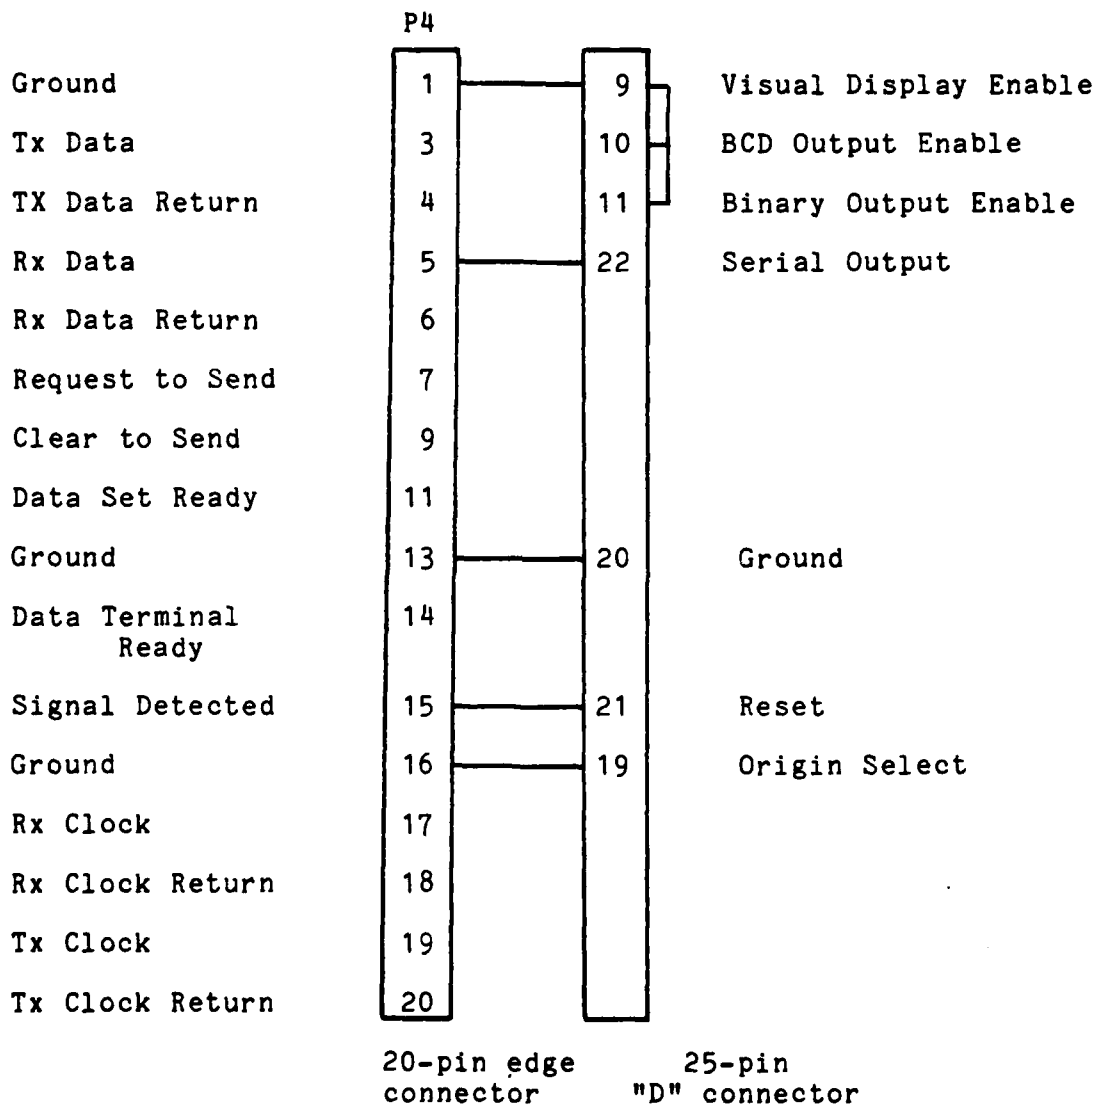 P4
Ground 1 9 Visual Display Enable
Tx Data 3 10 BCD Output Enable
TX Data Return 4 11 Binary Output Enable
Rx Data 5 22 Serial Output
Rx Data Return 6
Request to Send 7
Clear to Send 9
Data Set Ready 11
Ground 13 20 Ground
Data Terminal 14
Ready
Signal Detected 15 21 Reset
Ground 16 19 Origin Select
Rx Clock 17
Rx Clock Return 18
Tx Clock 19
Tx Clock Return 20
20-pin edge 25-pin
connector "D" connector